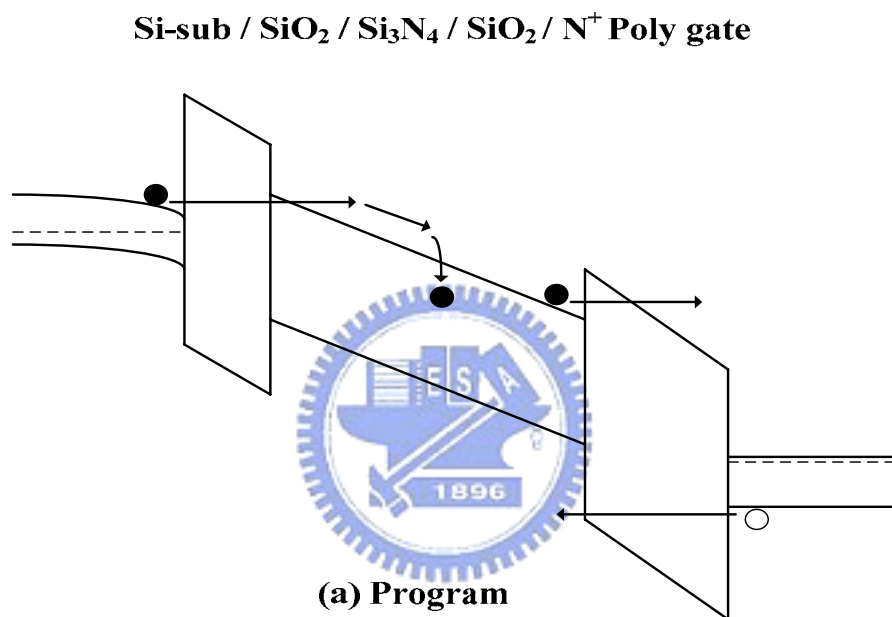 Si-sub / SiO₂ / Si₃N₄ / SiO₂ / N⁺ Poly gate
E S A
1896
(a) Program